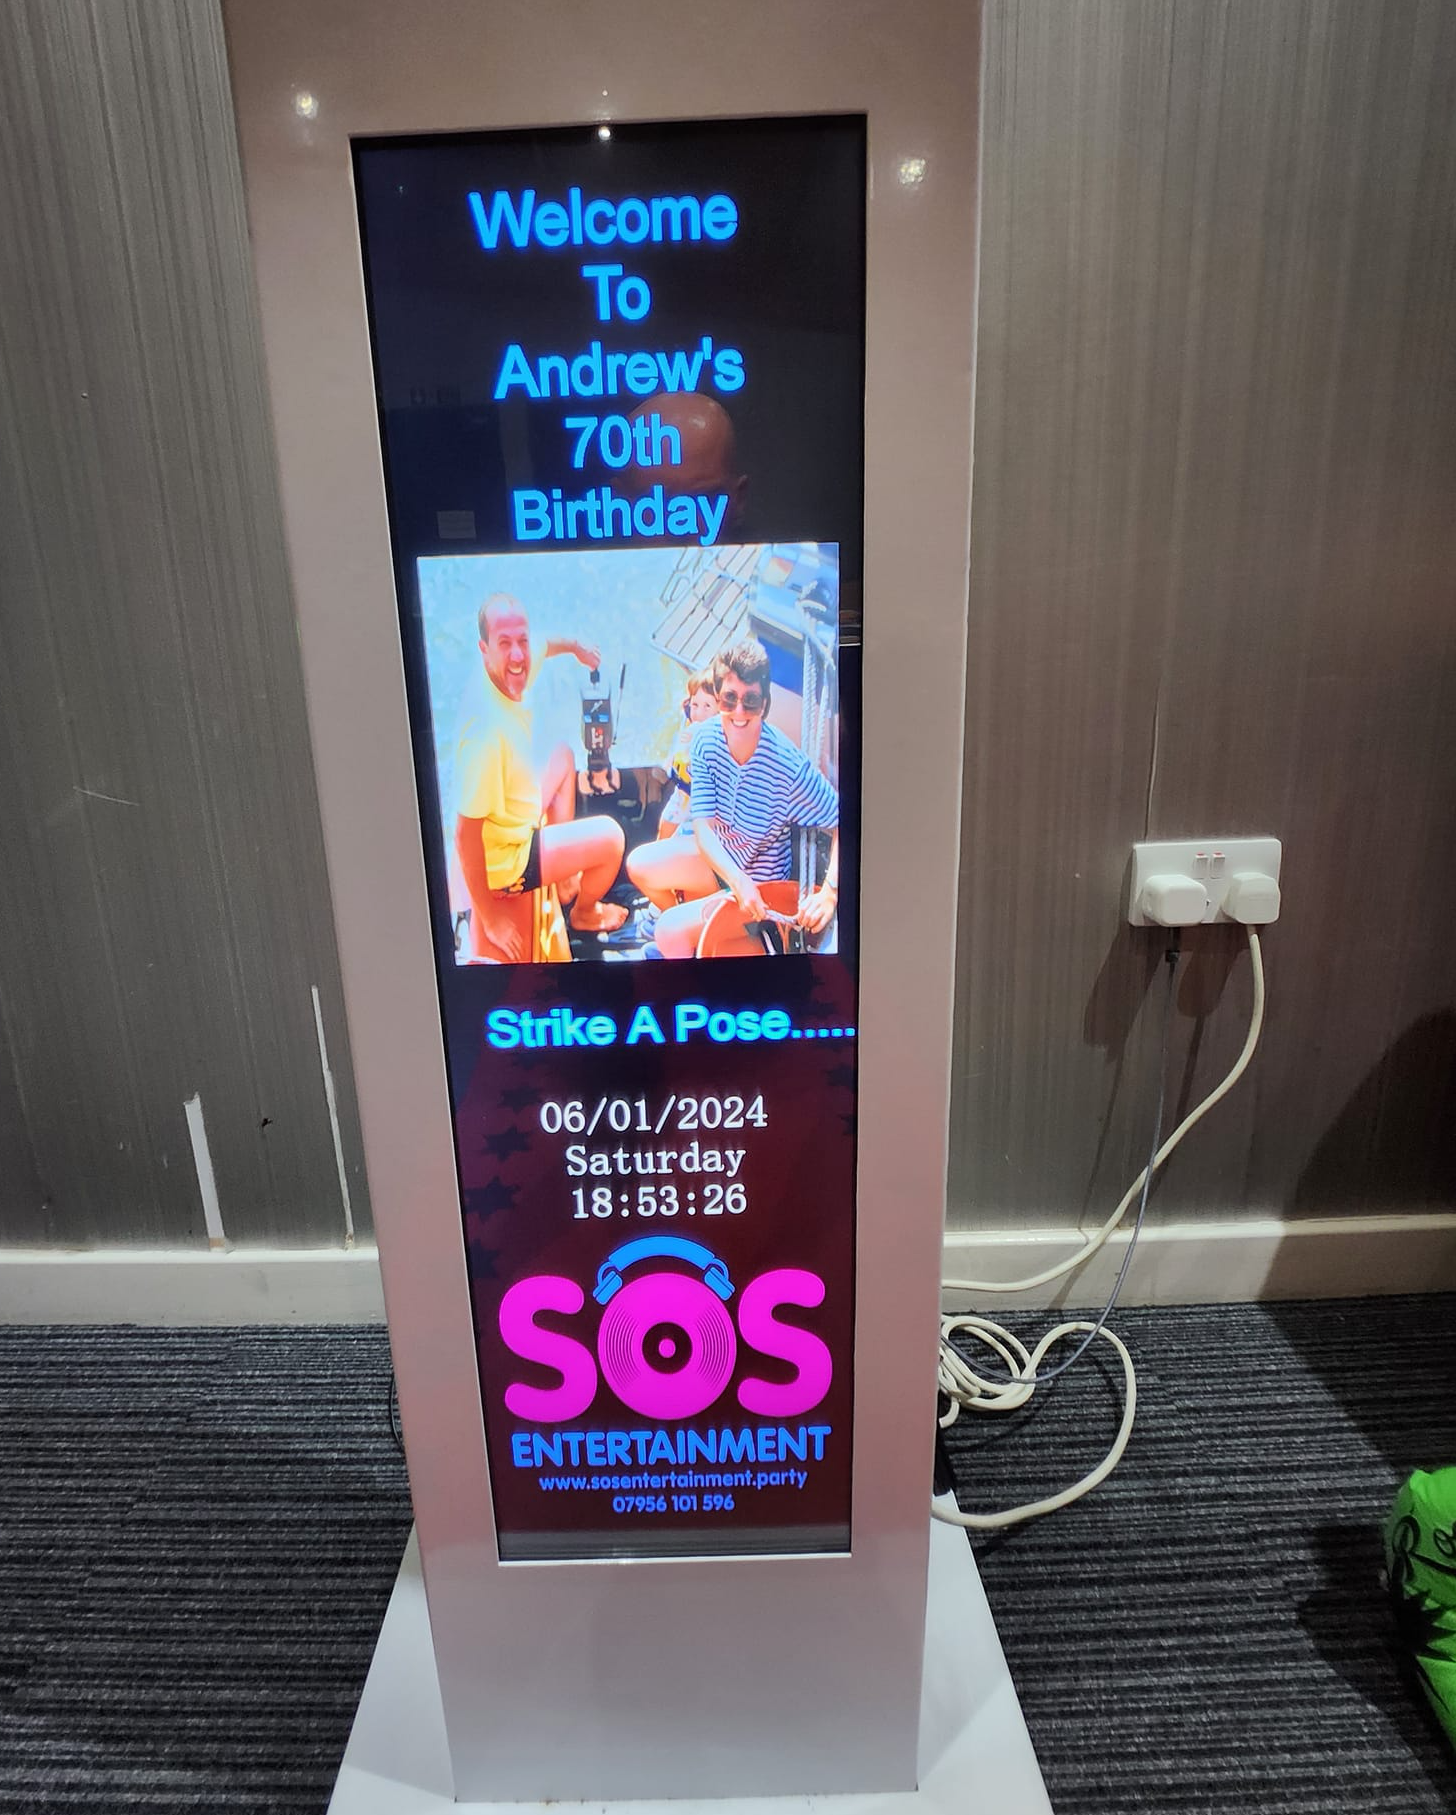 Welcome
To
Andrew's
70th
Birthday
Strike A Pose.....
06/01/2024
Saturday
18:53:26
SOS
ENTERTAINMENT
www.sosentertainment.party
07956 101 596